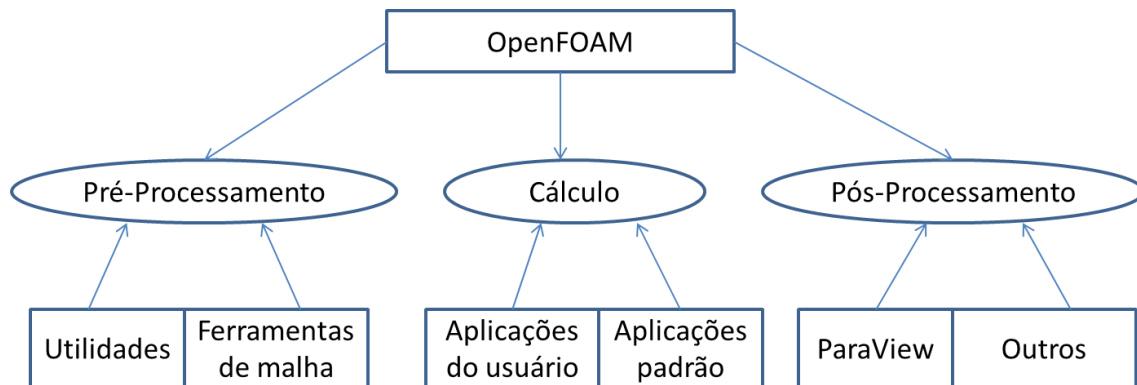 OpenFOAM
Pré-Processamento
Cálculo
Pós-Processamento
Utilidades
Ferramentas
de malha
Aplicações
do usuário
Aplicações
padrão
ParaView
Outros